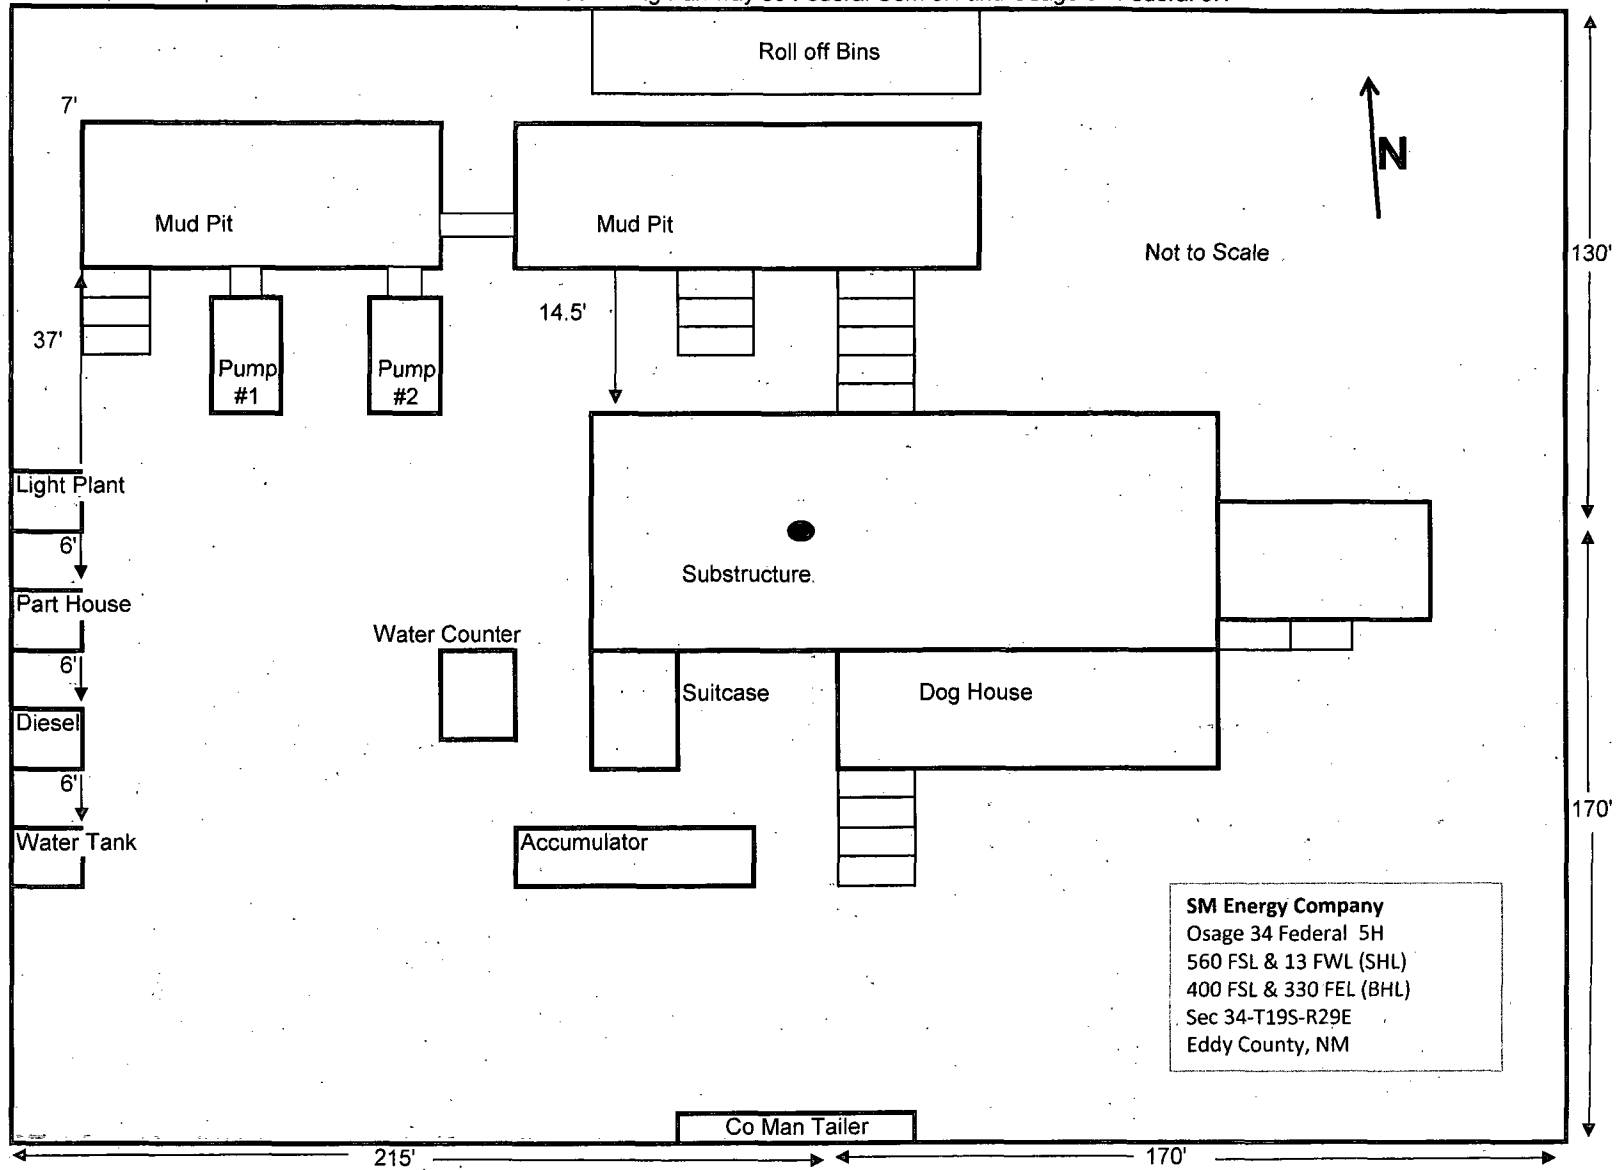 Roll off Bins
7'
N
Mud Pit
Mud Pit
Not to Scale
130'
14.5'
37'
Pump
#1
Pump
#2
Light Plant
6'
Substructure
Part House
Water Counter
6'
Suitcase
Dog House
Diesel
6'
170'
Water Tank
Accumulator
SM Energy Company
Osage 34 Federal 5H
560 FSL & 13 FWL (SHL)
400 FSL & 330 FEL (BHL)
Sec 34-T19S-R29E
Eddy County, NM
Co Man Tailer
215'
170'